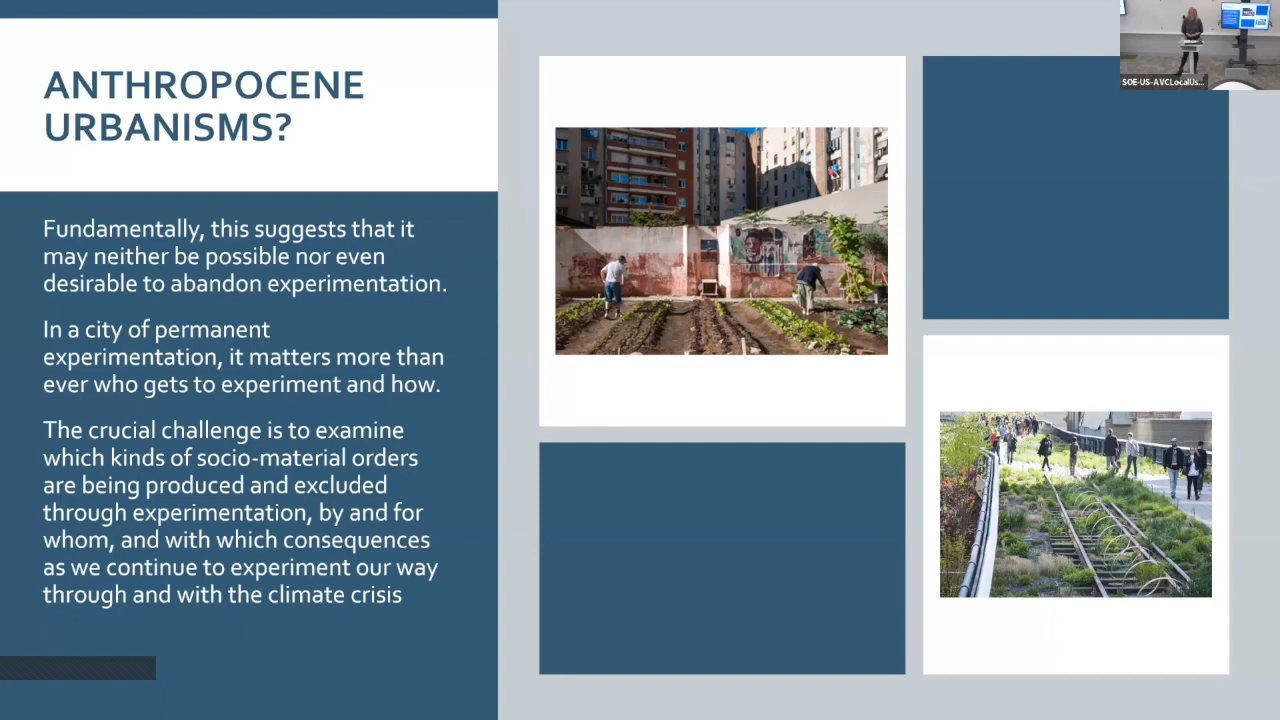 ANTHROPOCENE
URBANISMS?
Fundamentally, this suggests that it
may neither be possible nor even
desirable to abandon experimentation.
In a city of permanent
experimentation, it matters more than
ever who gets to experiment and how.
The crucial challenge is to examine
which kinds of socio-material orders
are being produced and excluded
through experimentation, by and for
whom, and with which consequences
as we continue to experiment our way
through and with the climate crisis
SOE-US-AVCLocalUs...